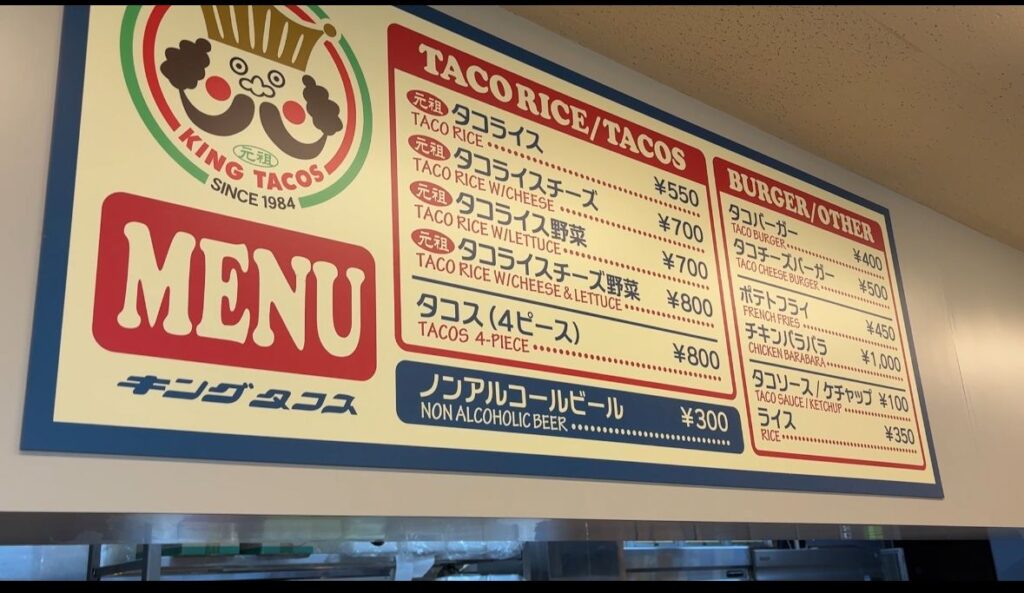 元祖
KING TACOS
SINCE 1984
MENU
キングタコス
TACORICE/TACOS
元祖 タコライス
TACO RICE ¥550
元祖 タコライスチーズ
TACO RICE W/CHEESE ¥700
元祖 タコライス野菜
TACO RICE W/LETTUCE ¥700
元祖 タコライスチーズ野菜
TACO RICE W/CHEESE & LETTUCE ¥800
タコス(4ピース)
TACOS 4-PIECE ¥800
ノンアルコールビール
NON ALCOHOLIC BEER ¥300
BURGER/OTHER
タコバーガー
TACO BURGER ¥400
タコチーズバーガー
TACO CHEESE BURGER ¥500
ポテトフライ
FRENCH FRIES ¥450
チキンバラバラ
CHICKEN BARABARA ¥1,000
タコソース/ケチャップ
TACO SAUCE/KETCHUP ¥100
ライス
RICE ¥350